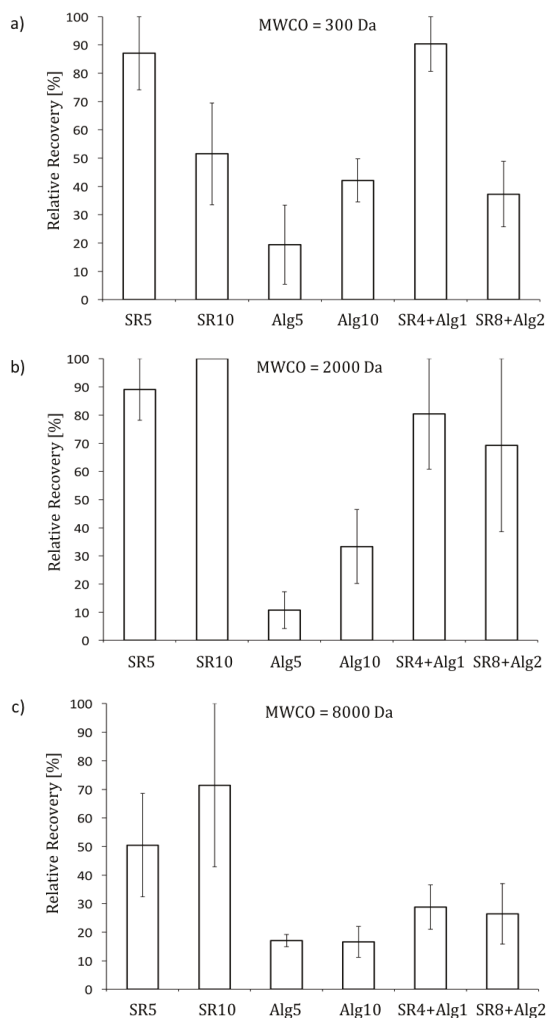 a)
MWCO = 300 Da
Relative Recovery [%]
100
90
80
70
60
50
40
30
20
10
0
SR5 SR10 Alg5 Alg10 SR4+Alg1 SR8+Alg2
b)
MWCO = 2000 Da
Relative Recovery [%]
100
90
80
70
60
50
40
30
20
10
0
SR5 SR10 Alg5 Alg10 SR4+Alg1 SR8+Alg2
c)
MWCO = 8000 Da
Relative Recovery [%]
100
90
80
70
60
50
40
30
20
10
0
SR5 SR10 Alg5 Alg10 SR4+Alg1 SR8+Alg2